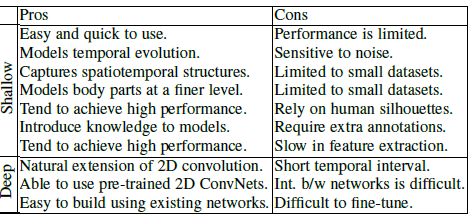 Pros Cons
Shallow
Easy and quick to use. Performance is limited.
Models temporal evolution. Sensitive to noise.
Captures spatiotemporal structures. Limited to small datasets.
Models body parts at a finer level. Limited to small datasets.
Tend to achieve high performance. Rely on human silhouettes.
Introduce knowledge to models. Require extra annotations.
Tend to achieve high performance. Slow in feature extraction.
Deep
Natural extension of 2D convolution. Short temporal interval.
Able to use pre-trained 2D ConvNets. Int. b/w networks is difficult.
Easy to build using existing networks. Difficult to fine-tune.